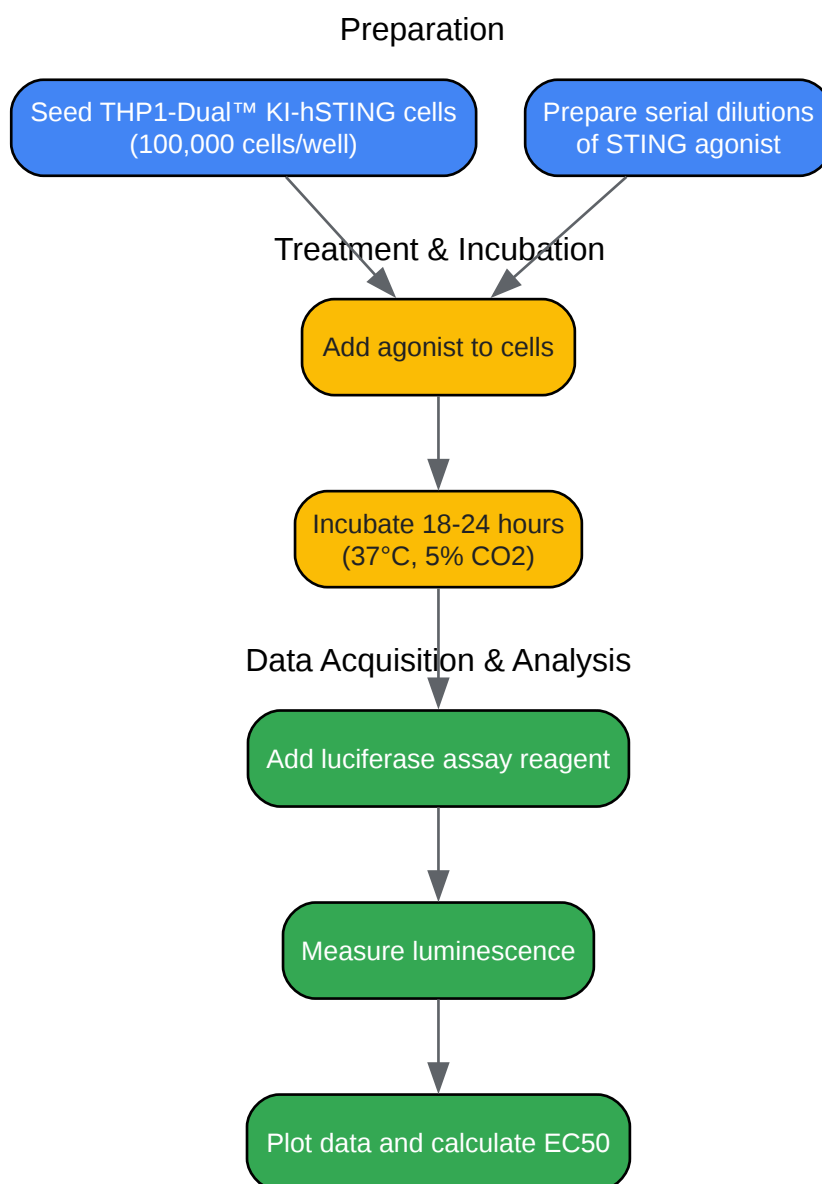 Preparation
Seed THP1-Dual™ KI-hSTING cells
(100,000 cells/well)
Prepare serial dilutions
of STING agonist
Treatment & Incubation
Add agonist to cells
Incubate 18-24 hours
(37°C, 5% CO2)
Data Acquisition & Analysis
Add luciferase assay reagent
Measure luminescence
Plot data and calculate EC50